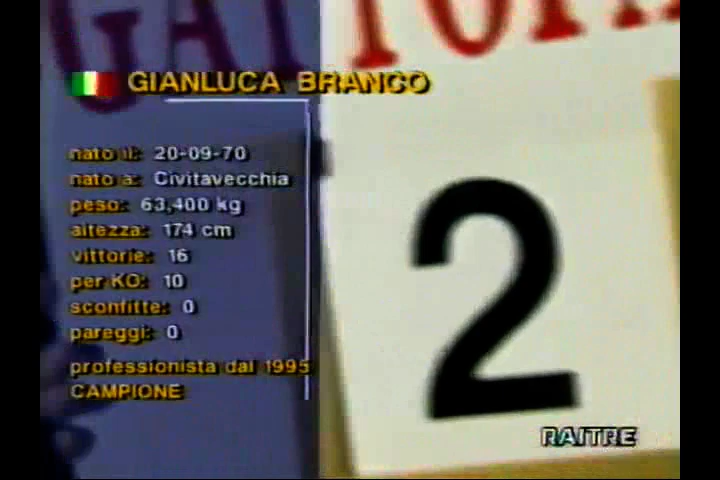 GIANLUCA BRANCO
nato il: 20-09-70
nato a: Civitavecchia
peso: 63,400 kg
altezza: 174 cm
vittorie: 16
per KO: 10
sconfitte: 0
pareggi: 0
professionista dal 1995
CAMPIONE
2
RAITRE